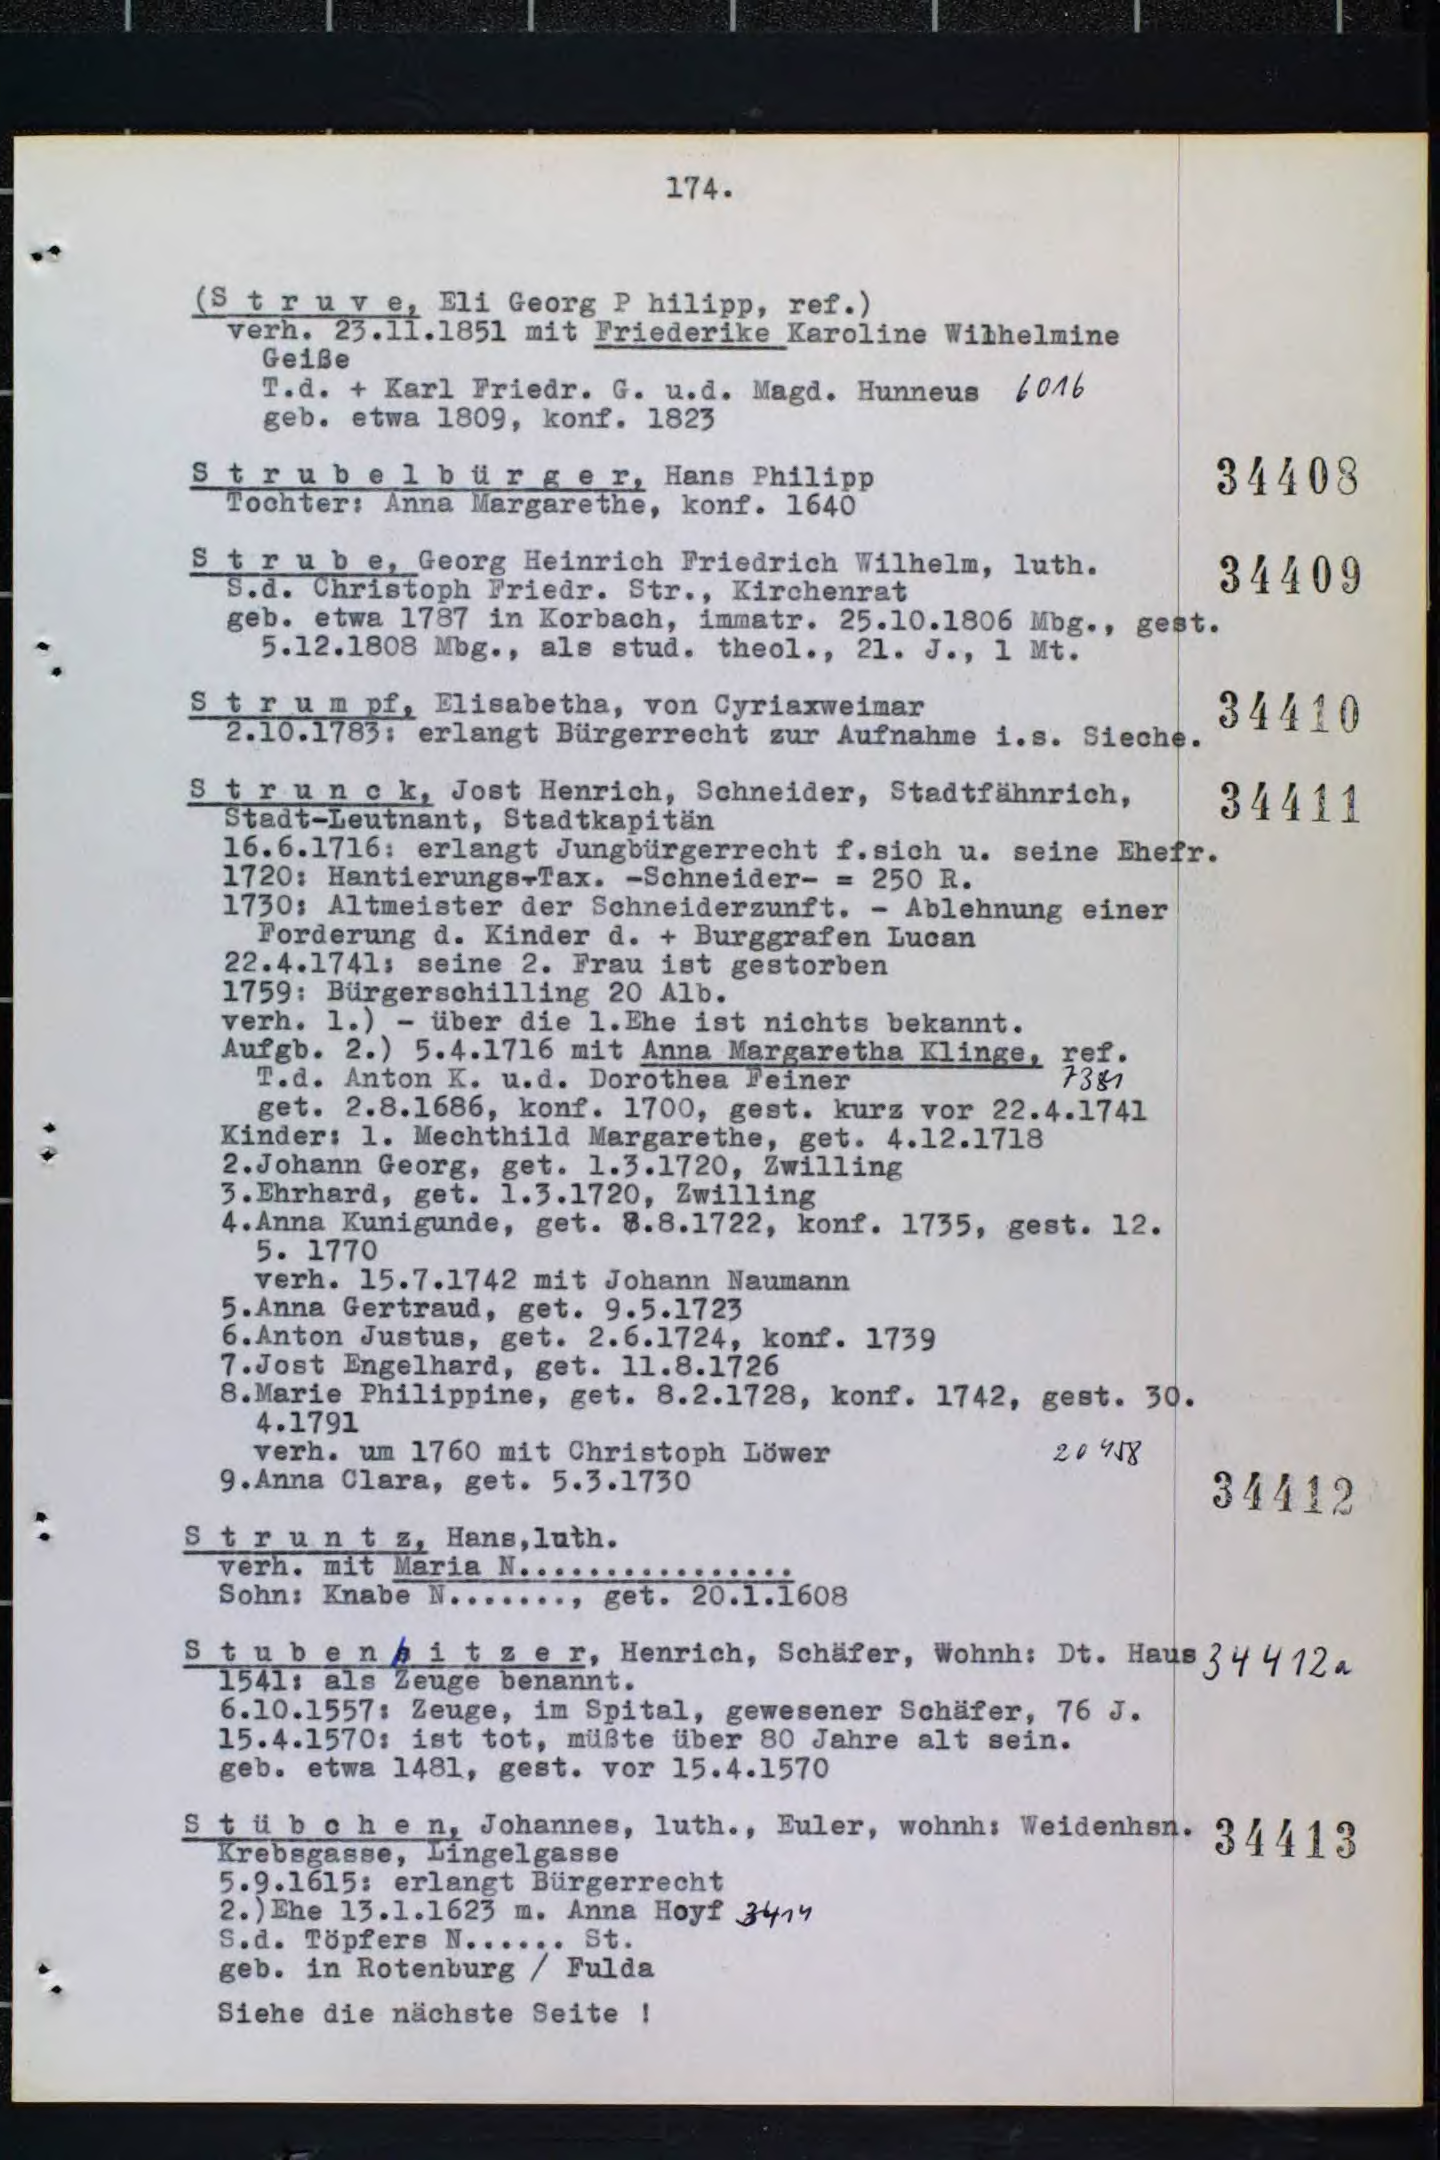 174.
(S t r u v e, Eli Georg P hilipp, ref.)
verh. 23.11.1851 mit Friederike Karoline Wilhelmine
Geiße
T.d. + Karl Friedr. G. u.d. Magd. Hunneus 6016
geb. etwa 1809, konf. 1823
S t r u b e l b ü r g e r, Hans Philipp 34408
Tochter: Anna Margarethe, konf. 1640
S t r u b e, Georg Heinrich Friedrich Wilhelm, luth. 34409
S.d. Christoph Friedr. Str., Kirchenrat
geb. etwa 1787 in Korbach, immatr. 25.10.1806 Mbg., gest.
5.12.1808 Mbg., als stud. theol., 21. J., 1 Mt.
S t r u m pf, Elisabetha, von Cyriaxweimar 34410
2.10.1783: erlangt Bürgerrecht zur Aufnahme i.s. Sieche.
S t r u n c k, Jost Henrich, Schneider, Stadtfähnrich, 34411
Stadt-Leutnant, Stadtkapitän
16.6.1716: erlangt Jungbürgerrecht f.sich u. seine Ehefr.
1720: Hantierungs-Tax. -Schneider- = 250 R.
1730: Altmeister der Schneiderzunft. - Ablehnung einer
Forderung d. Kinder d. + Burggrafen Lucan
22.4.1741: seine 2. Frau ist gestorben
1759: Bürgerschilling 20 Alb.
verh. 1.) - über die 1.Ehe ist nichts bekannt.
Aufgb. 2.) 5.4.1716 mit Anna Margaretha Klinge, ref.
T.d. Anton K. u.d. Dorothea Feiner 7381
get. 2.8.1686, konf. 1700, gest. kurz vor 22.4.1741
Kinder: 1. Mechthild Margarethe, get. 4.12.1718
2.Johann Georg, get. 1.3.1720, Zwilling
3.Ehrhard, get. 1.3.1720, Zwilling
4.Anna Kunigunde, get. 8.8.1722, konf. 1735, gest. 12.
5. 1770
verh. 15.7.1742 mit Johann Naumann
5.Anna Gertraud, get. 9.5.1723
6.Anton Justus, get. 2.6.1724, konf. 1739
7.Jost Engelhard, get. 11.8.1726
8.Marie Philippine, get. 8.2.1728, konf. 1742, gest. 30.
4.1791
verh. um 1760 mit Christoph Löwer 20458
9.Anna Clara, get. 5.3.1730
34412
S t r u n t z, Hans,luth.
verh. mit Maria N................
Sohn: Knabe N......., get. 20.1.1608
S t u b e n b i t z e r, Henrich, Schäfer, Wohnh: Dt. Haus 34412a
1541: als Zeuge benannt.
6.10.1557: Zeuge, im Spital, gewesener Schäfer, 76 J.
15.4.1570: ist tot, müßte über 80 Jahre alt sein.
geb. etwa 1481, gest. vor 15.4.1570
S t ü b c h e n, Johannes, luth., Euler, wohnh: Weidenhsn. 34413
Krebsgasse, Lingelgasse
5.9.1615: erlangt Bürgerrecht
2.)Ehe 13.1.1623 m. Anna Hoyf
S.d. Töpfers N...... St.
geb. in Rotenburg / Fulda
Siehe die nächste Seite !